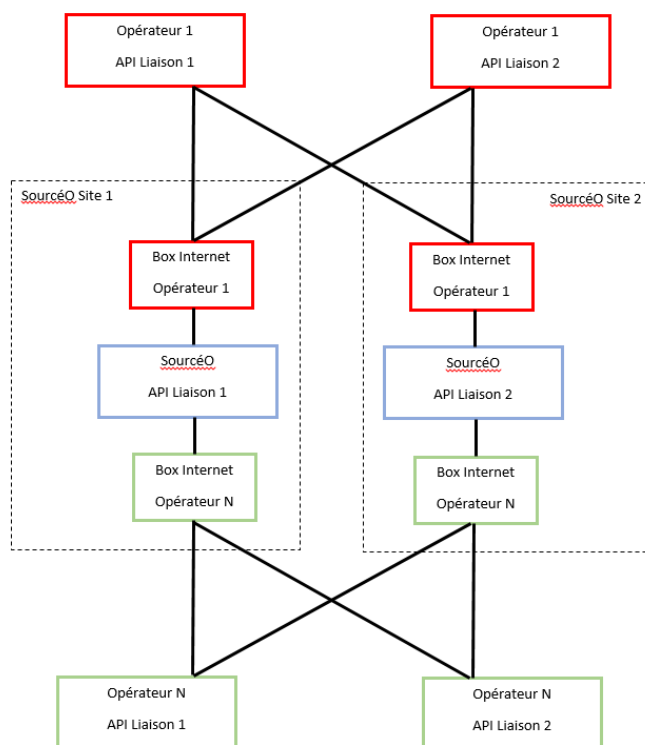 Opérateur 1
API Liaison 1
Opérateur 1
API Liaison 2
SourcéO Site 1
SourcéO Site 2
Box Internet
Opérateur 1
Box Internet
Opérateur 1
SourcéO
API Liaison 1
SourcéO
API Liaison 2
Box Internet
Opérateur N
Box Internet
Opérateur N
Opérateur N
API Liaison 1
Opérateur N
API Liaison 2